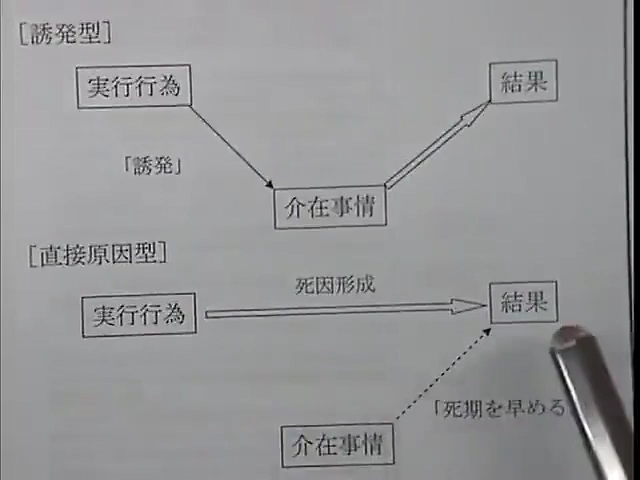 [誘発型]
実行行為
結果
「誘発」
介在事情
[直接原因型]
死因形成
実行行為
結果
「死期を早める
介在事情